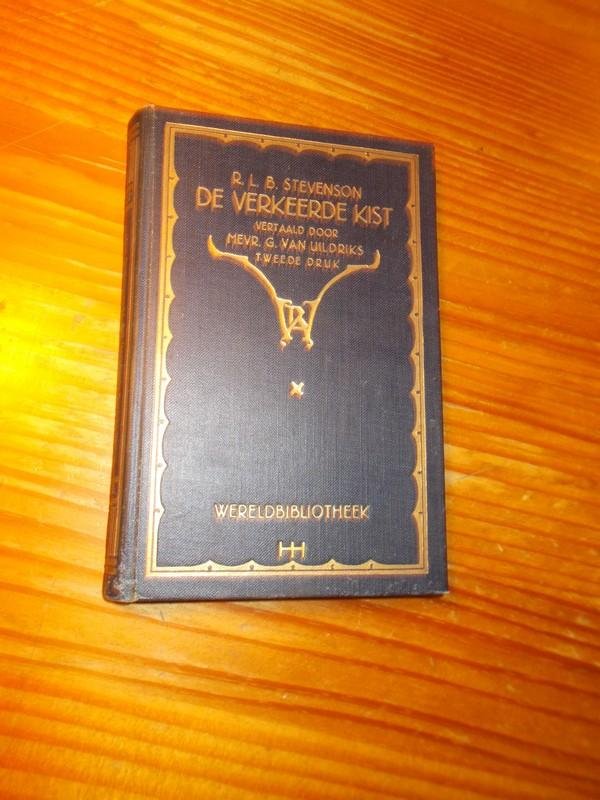 R. L. B. STEVENSON
DE VERKEERDE KIST
VERTAALD DOOR
MEVR. G. VAN UILDRIKS
TWEEDE DRUK
WERELDBIBLIOTHEEK